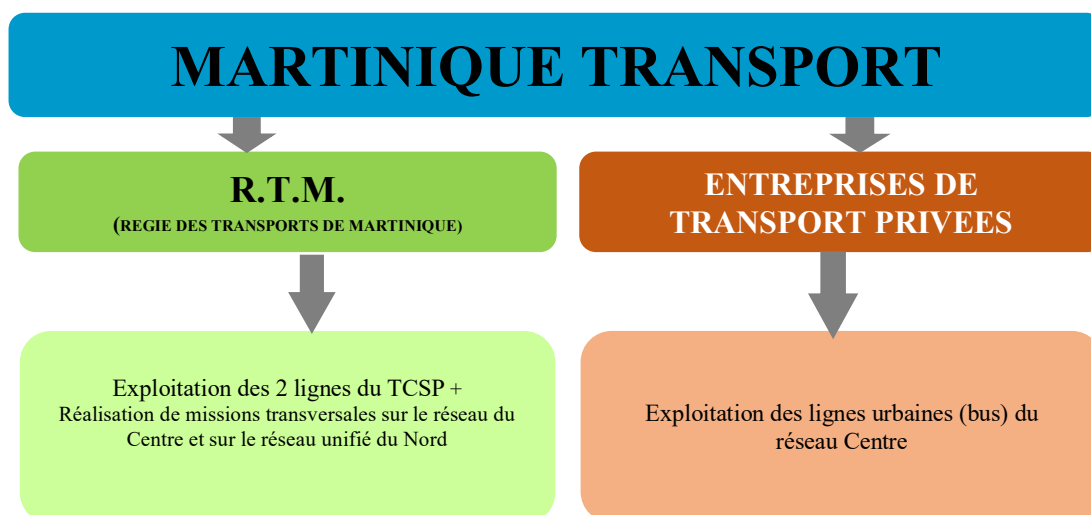 MARTINIQUE TRANSPORT
R.T.M.
(REGIE DES TRANSPORTS DE MARTINIQUE)
ENTREPRISES DE
TRANSPORT PRIVEES
Exploitation des 2 lignes du TCSP +
Réalisation de missions transversales sur le réseau du
Centre et sur le réseau unifié du Nord
Exploitation des lignes urbaines (bus) du
réseau Centre